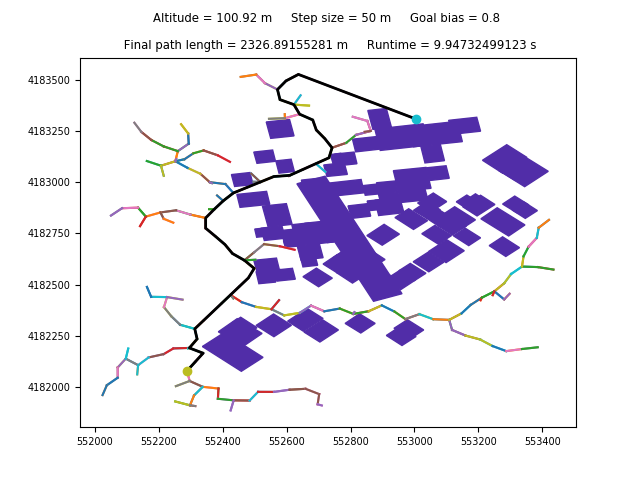 Altitude = 100.92 m     Step size = 50 m     Goal bias = 0.8
Final path length = 2326.89155281 m     Runtime = 9.94732499123 s
4183500
4183250
4183000
4182750
4182500
4182250
4182000
552000 552200 552400 552600 552800 553000 553200 553400